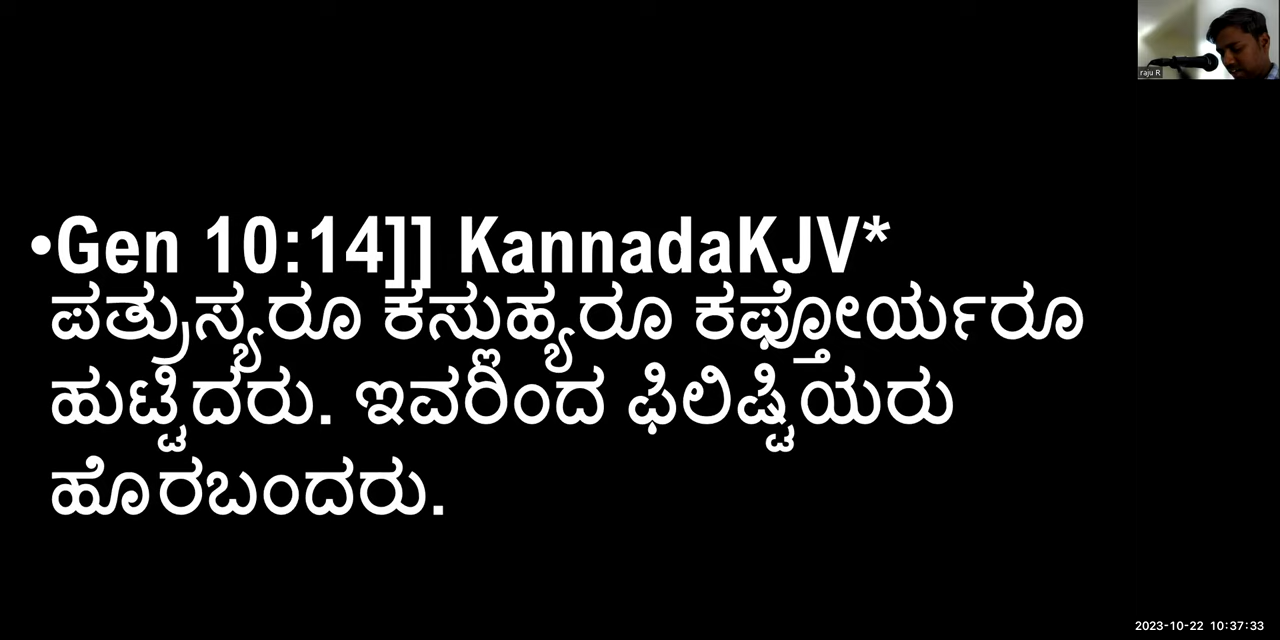 raju R
•Gen 10:14]] KannadaKJV*
ಪತ್ರುಸ್ಯರೂ ಕಸ್ಲುಹ್ಯರೂ ಕಫ್ತೋರ್ಯರೂ
ಹುಟ್ಟಿದರು. ಇವರಿಂದ ಫಿಲಿಷ್ಟಿಯರು
ಹೊರಬಂದರು.
2023-10-22 10:37:33